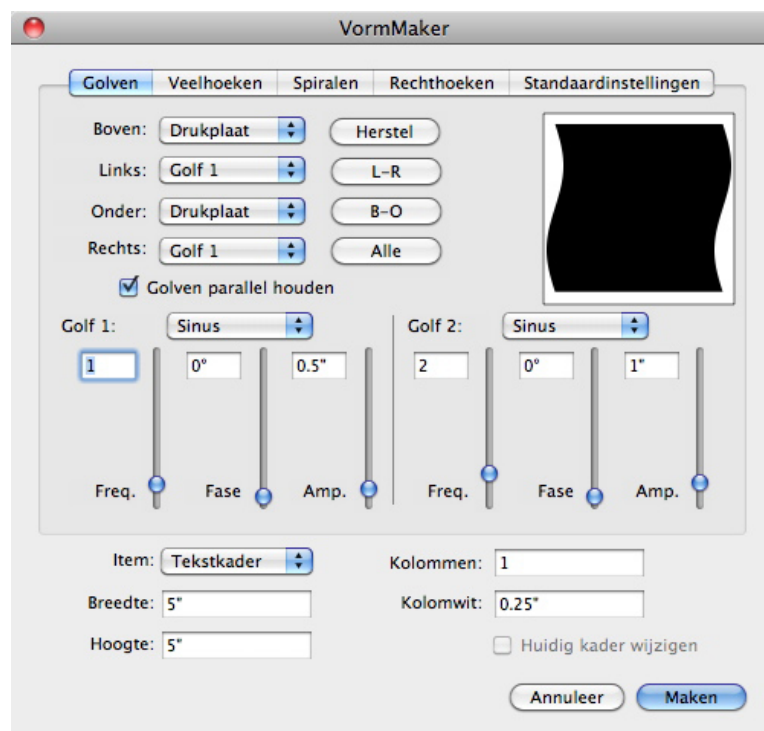 VormMaker
Golven Veelhoeken Spiralen Rechthoeken Standaardinstellingen
Boven: Drukplaat Herstel
Links: Golf 1 L-R
Onder: Drukplaat B-O
Rechts: Golf 1 Alle
Golven parallel houden
Golf 1: Sinus Golf 2: Sinus
1 0° 0.5" 2 0° 1"
Freq. Fase Amp. Freq. Fase Amp.
Item: Tekstkader Kolommen: 1
Breedte: 5" Kolomwit: 0.25"
Hoogte: 5" Huidig kader wijzigen
Annuleer Maken